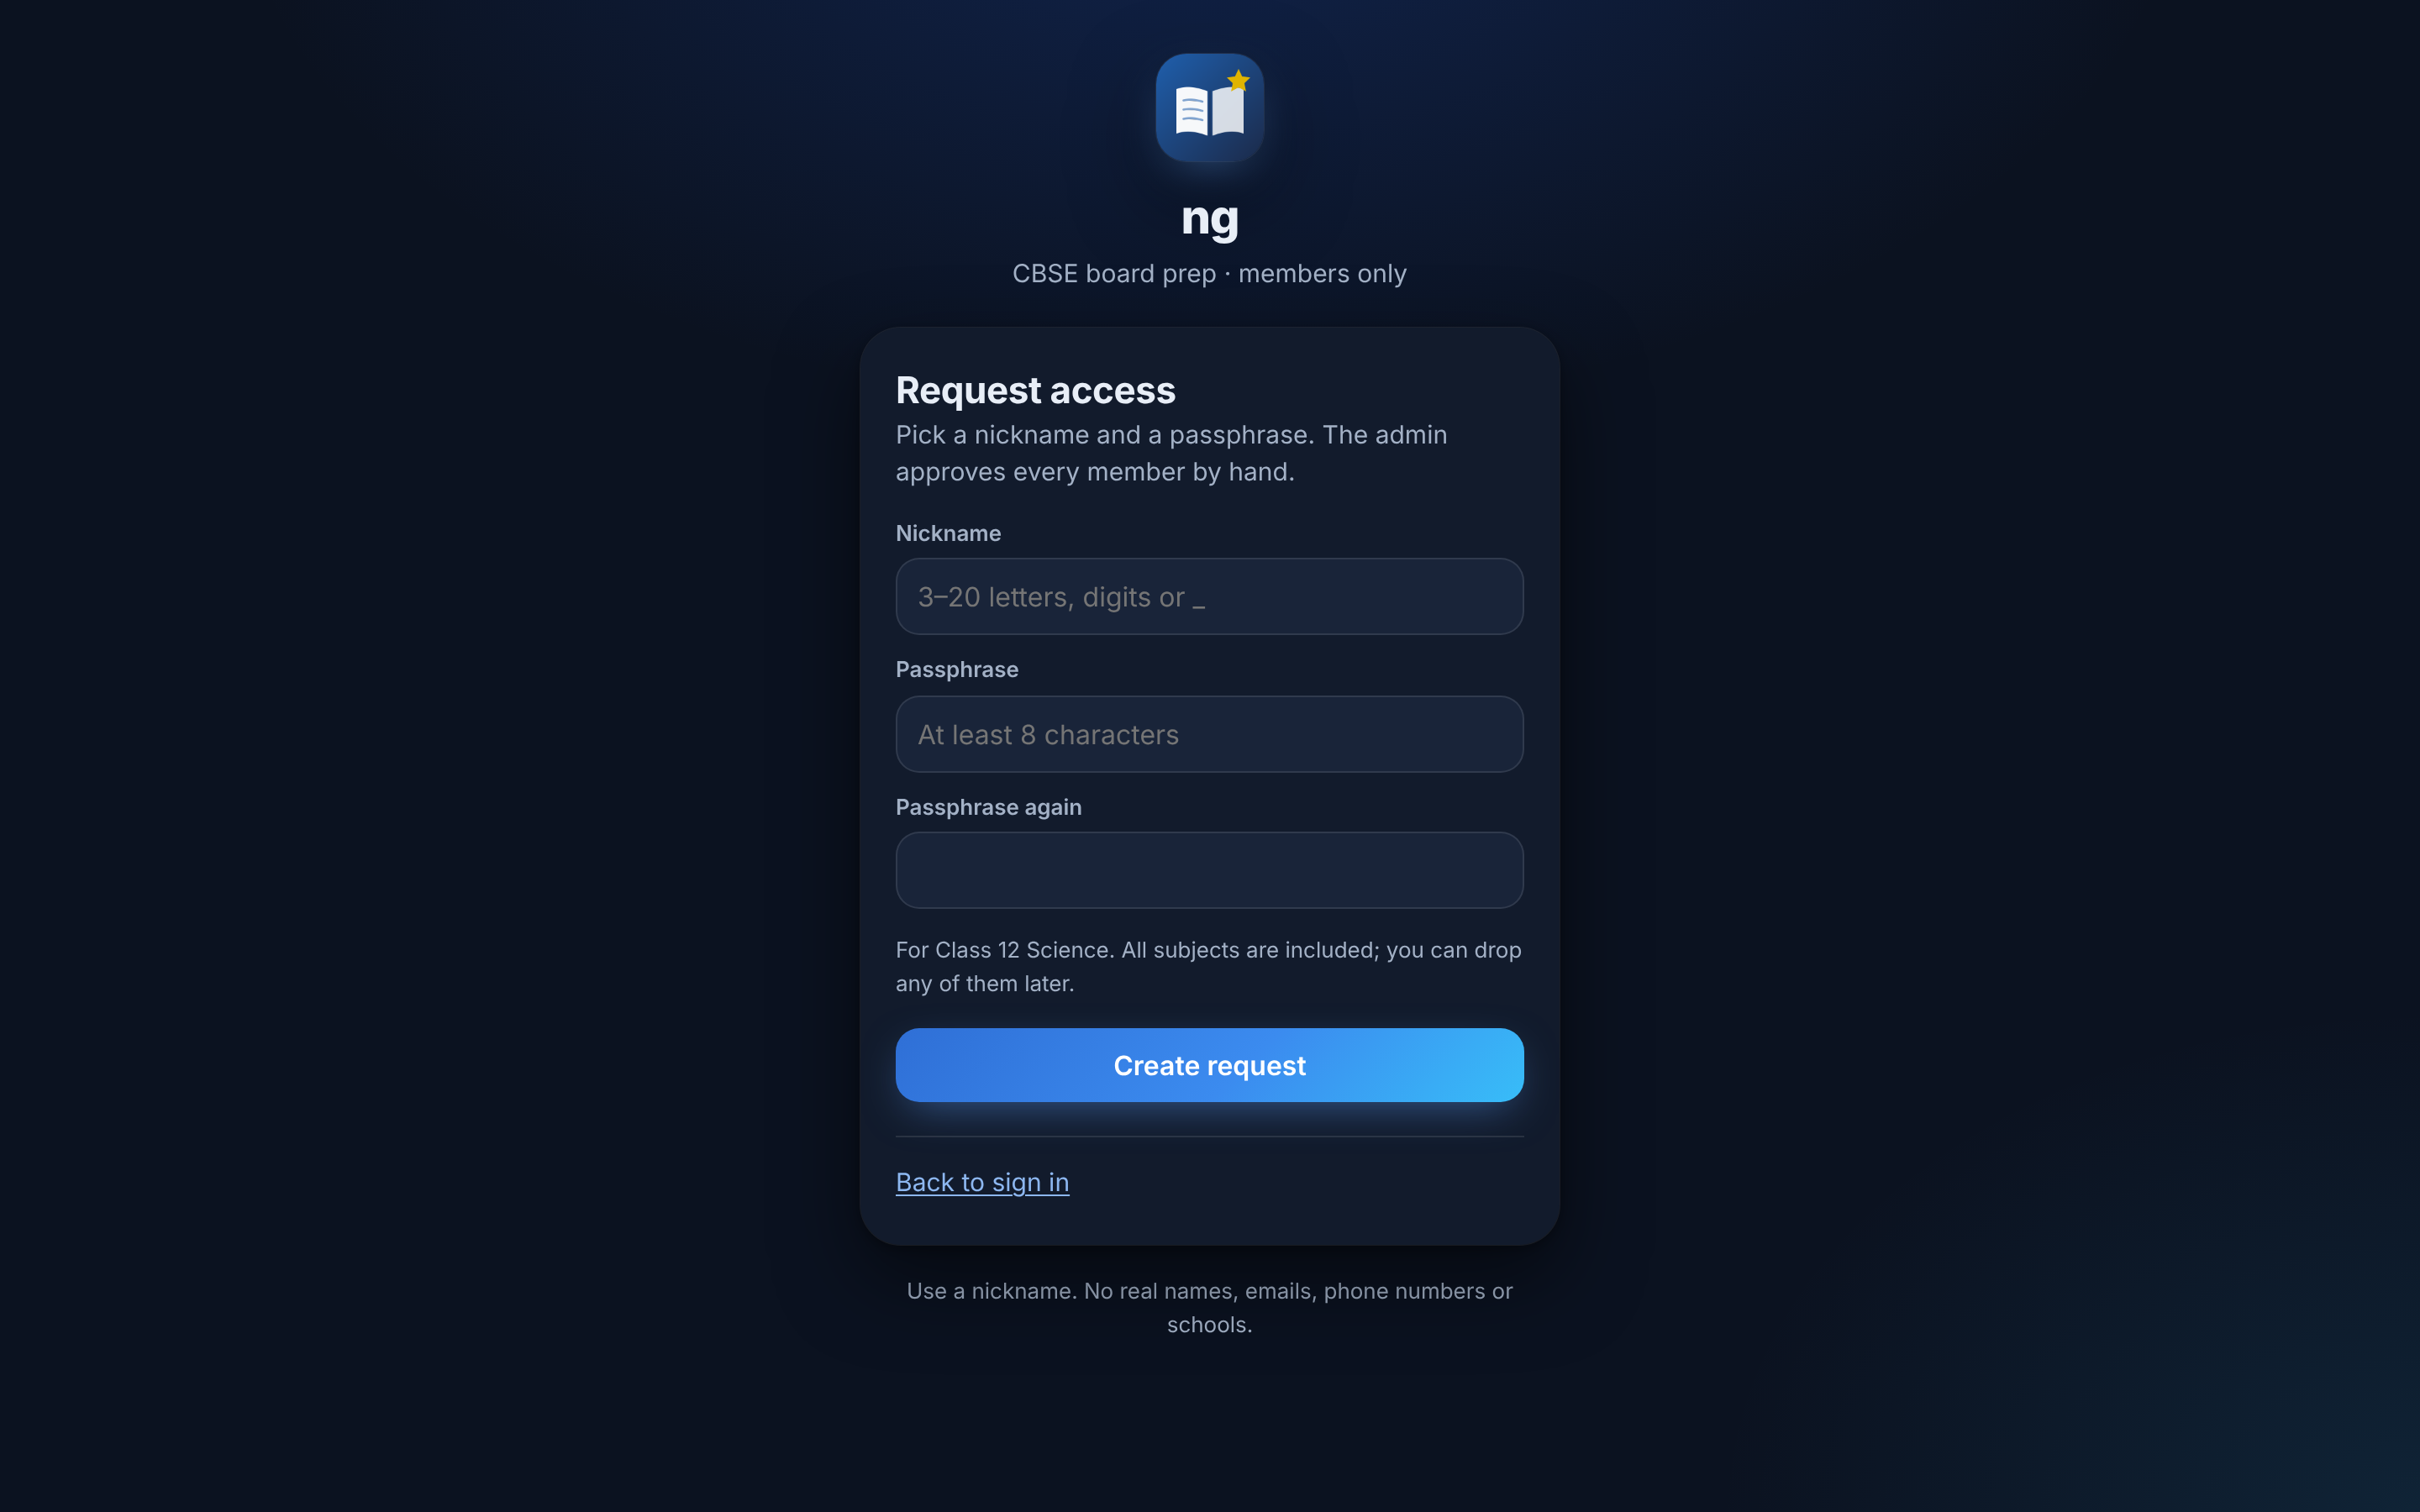 ng
CBSE board prep · members only
Request access
Pick a nickname and a passphrase. The admin
approves every member by hand.
Nickname
3–20 letters, digits or _
Passphrase
At least 8 characters
Passphrase again
For Class 12 Science. All subjects are included; you can drop
any of them later.
Create request
Back to sign in
Use a nickname. No real names, emails, phone numbers or
schools.